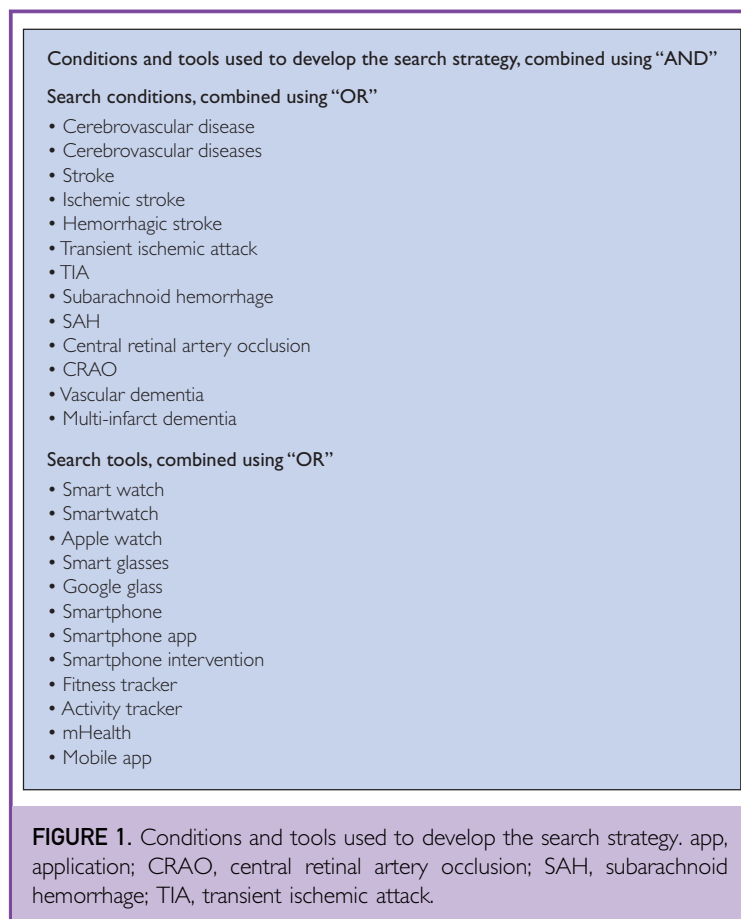 Conditions and tools used to develop the search strategy, combined using “AND”
Search conditions, combined using “OR”
• Cerebrovascular disease
• Cerebrovascular diseases
• Stroke
• Ischemic stroke
• Hemorrhagic stroke
• Transient ischemic attack
• TIA
• Subarachnoid hemorrhage
• SAH
• Central retinal artery occlusion
• CRAO
• Vascular dementia
• Multi-infarct dementia
Search tools, combined using “OR”
• Smart watch
• Smartwatch
• Apple watch
• Smart glasses
• Google glass
• Smartphone
• Smartphone app
• Smartphone intervention
• Fitness tracker
• Activity tracker
• mHealth
• Mobile app
FIGURE 1. Conditions and tools used to develop the search strategy. app,
application; CRAO, central retinal artery occlusion; SAH, subarachnoid
hemorrhage; TIA, transient ischemic attack.